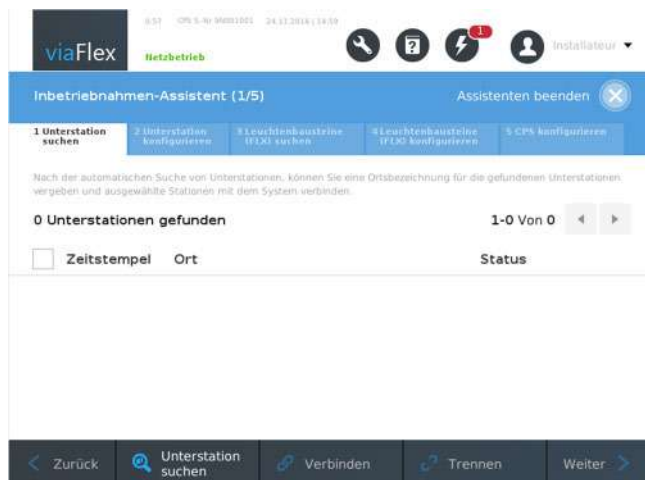 viaFlex
Netzbetrieb
1
Installateur
Inbetriebnahmen-Assistent (1/5)
Assistenten beenden
1 Unterstation
suchen
2 Unterstation
konfigurieren
3 Leuchtenbausteine
(FLX) suchen
4 Leuchtenbausteine
(FLX) konfigurieren
5 CPS konfigurieren
Nach der automatischen Suche von Unterstationen, können Sie eine Ortsbezeichnung für die gefundenen Unterstationen
vergeben und ausgewählte Stationen mit dem System verbinden.
0 Unterstationen gefunden
1-0 Von 0
Zeitstempel
Ort
Status
Zurück
Unterstation
suchen
Verbinden
Trennen
Weiter